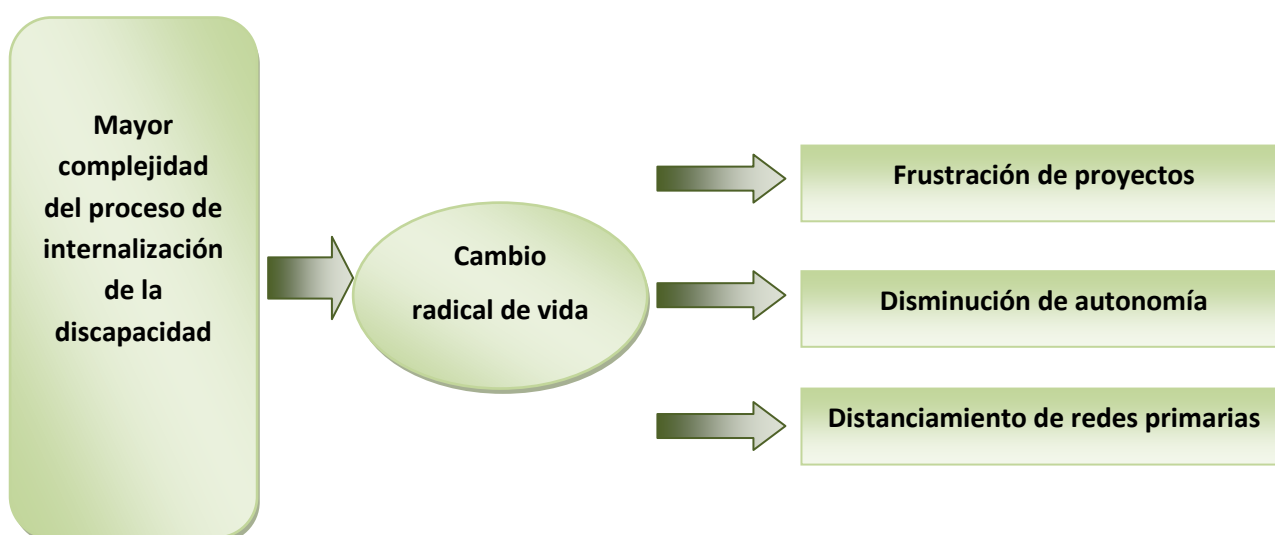 Mayor
complejidad
del proceso de
internalización
de la
discapacidad
Cambio
radical de vida
Frustración de proyectos
Disminución de autonomía
Distanciamiento de redes primarias